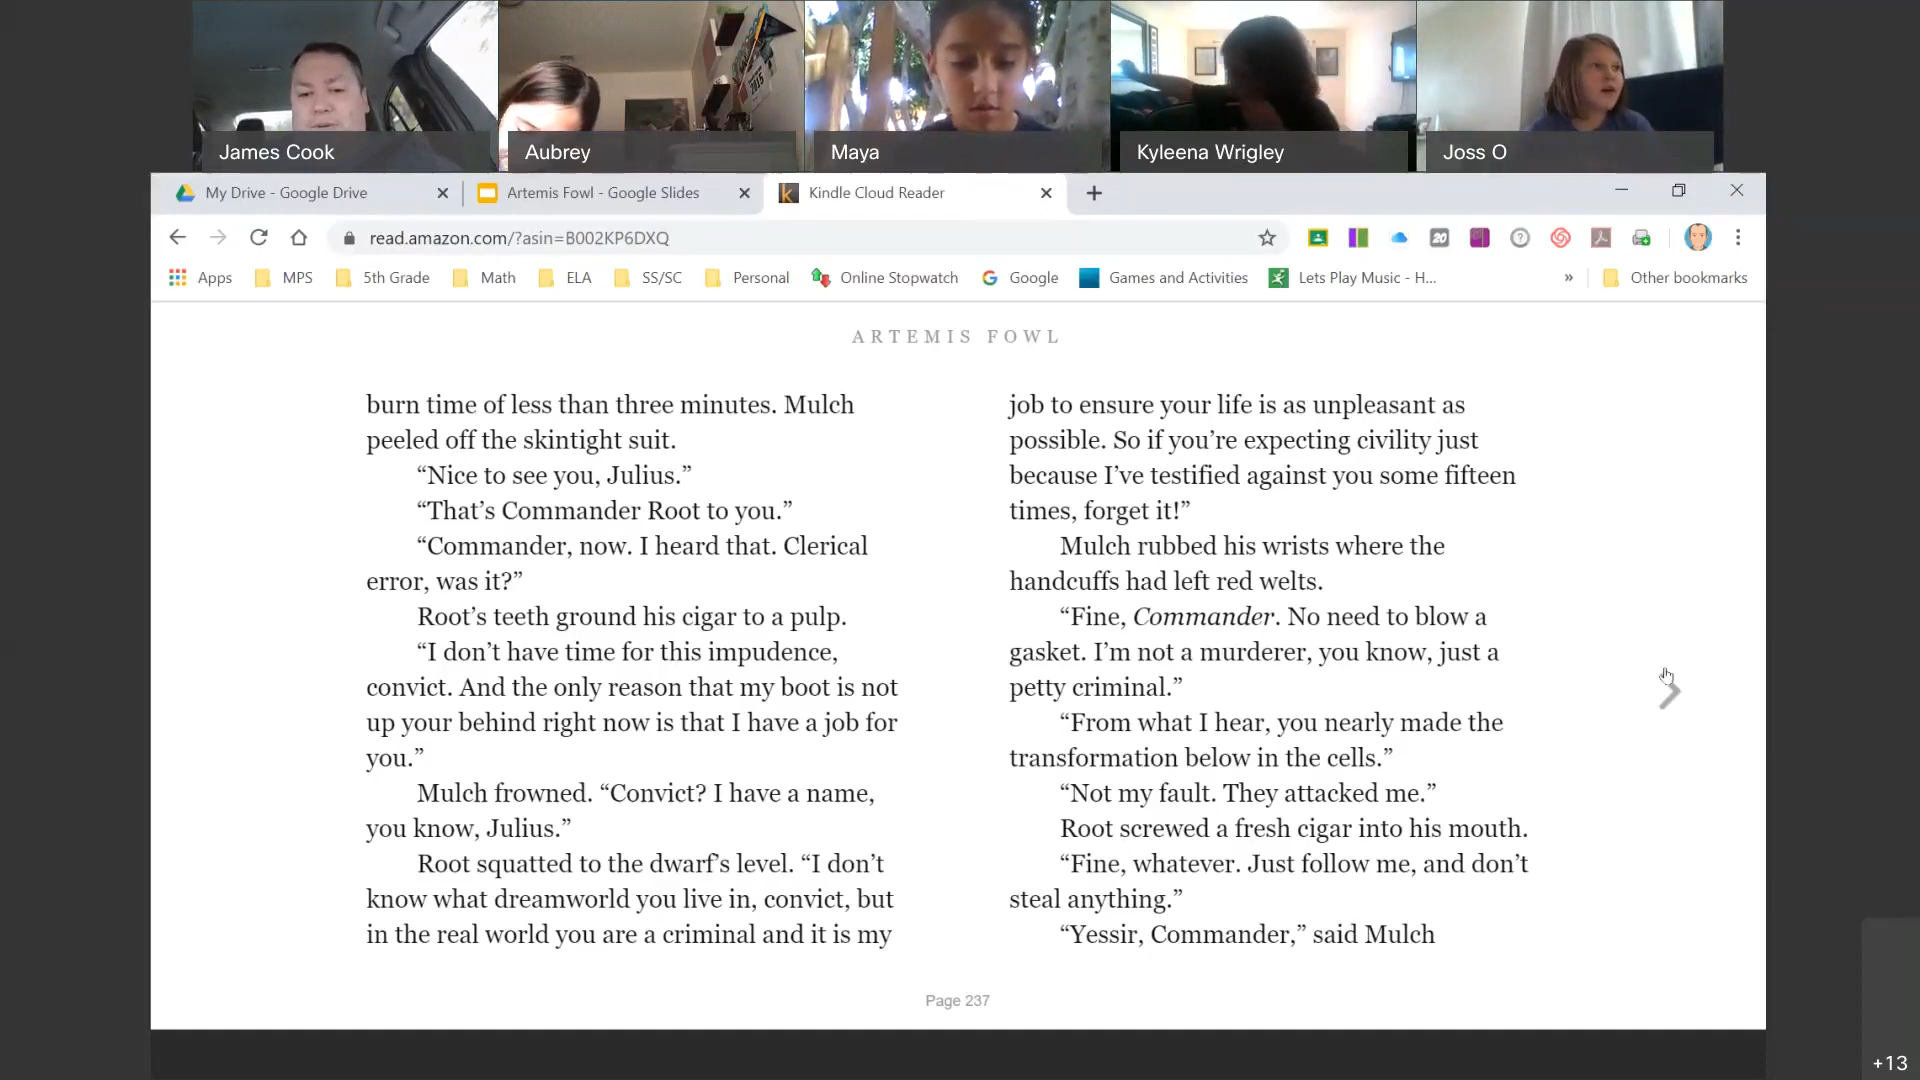 2015
James Cook
Aubrey
Maya
Kyleena Wrigley
Joss O
My Drive - Google Drive
Artemis Fowl - Google Slides
Kindle Cloud Reader
read.amazon.com/?asin=B002KP6DXQ
20
Apps
MPS
5th Grade
Math
ELA
SS/SC
Personal
Online Stopwatch
Google
Games and Activities
Lets Play Music - H...
»
Other bookmarks
ARTEMIS FOWL
burn time of less than three minutes. Mulch
peeled off the skintight suit.
“Nice to see you, Julius.”
“That’s Commander Root to you.”
“Commander, now. I heard that. Clerical
error, was it?”
Root’s teeth ground his cigar to a pulp.
“I don’t have time for this impudence,
convict. And the only reason that my boot is not
up your behind right now is that I have a job for
you.”
Mulch frowned. “Convict? I have a name,
you know, Julius.”
Root squatted to the dwarf’s level. “I don’t
know what dreamworld you live in, convict, but
in the real world you are a criminal and it is my
job to ensure your life is as unpleasant as
possible. So if you’re expecting civility just
because I’ve testified against you some fifteen
times, forget it!”
Mulch rubbed his wrists where the
handcuffs had left red welts.
“Fine, Commander. No need to blow a
gasket. I’m not a murderer, you know, just a
petty criminal.”
“From what I hear, you nearly made the
transformation below in the cells.”
“Not my fault. They attacked me.”
Root screwed a fresh cigar into his mouth.
“Fine, whatever. Just follow me, and don’t
steal anything.”
“Yessir, Commander,” said Mulch
Page 237
+13